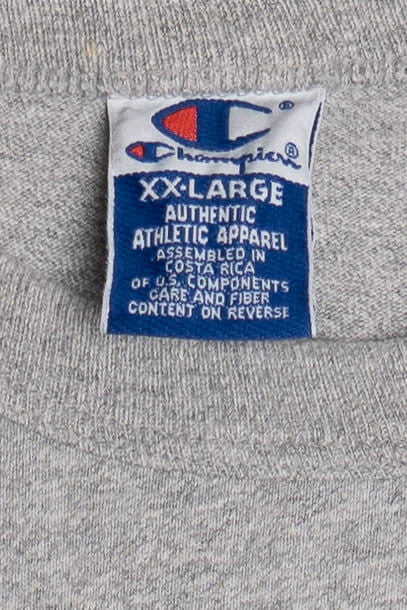 ®
Champion®
XX-LARGE
AUTHENTIC
ATHLETIC APPAREL
ASSEMBLED IN
COSTA RICA
OF U.S. COMPONENTS
CARE AND FIBER
CONTENT ON REVERSE